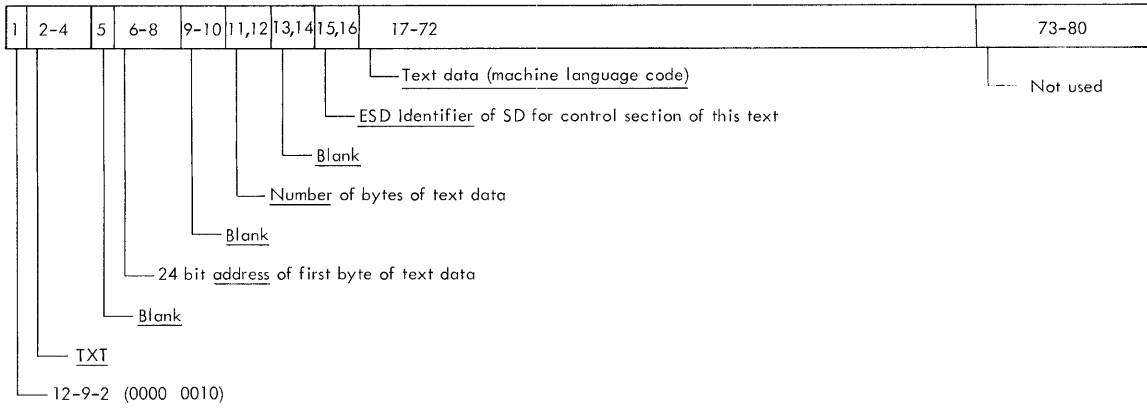 1 2-4 5 6-8 9-10 11,12 13,14 15,16 17-72 73-80
Text data (machine language code)
Not used
ESD Identifier of SD for control section of this text
Blank
Number of bytes of text data
Blank
24 bit address of first byte of text data
Blank
TXT
12-9-2 (0000 0010)